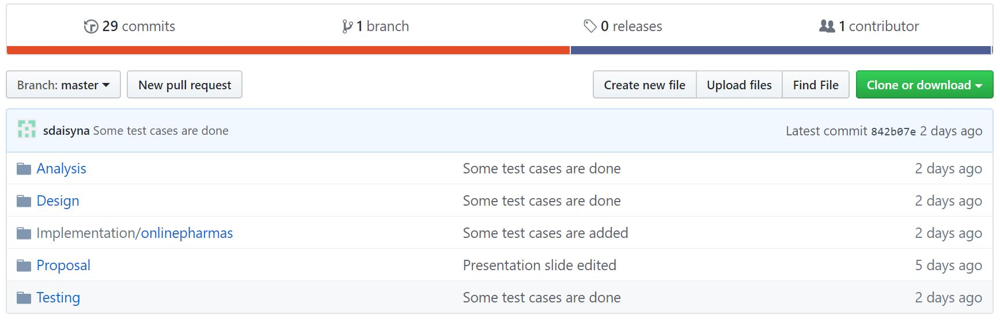 29 commits 1 branch 0 releases 1 contributor
Branch: master New pull request Create new file Upload files Find File Clone or download
sdaisyna Some test cases are done Latest commit 842b07e 2 days ago
Analysis Some test cases are done 2 days ago
Design Some test cases are done 2 days ago
Implementation/onlinepharmas Some test cases are added 2 days ago
Proposal Presentation slide edited 5 days ago
Testing Some test cases are done 2 days ago